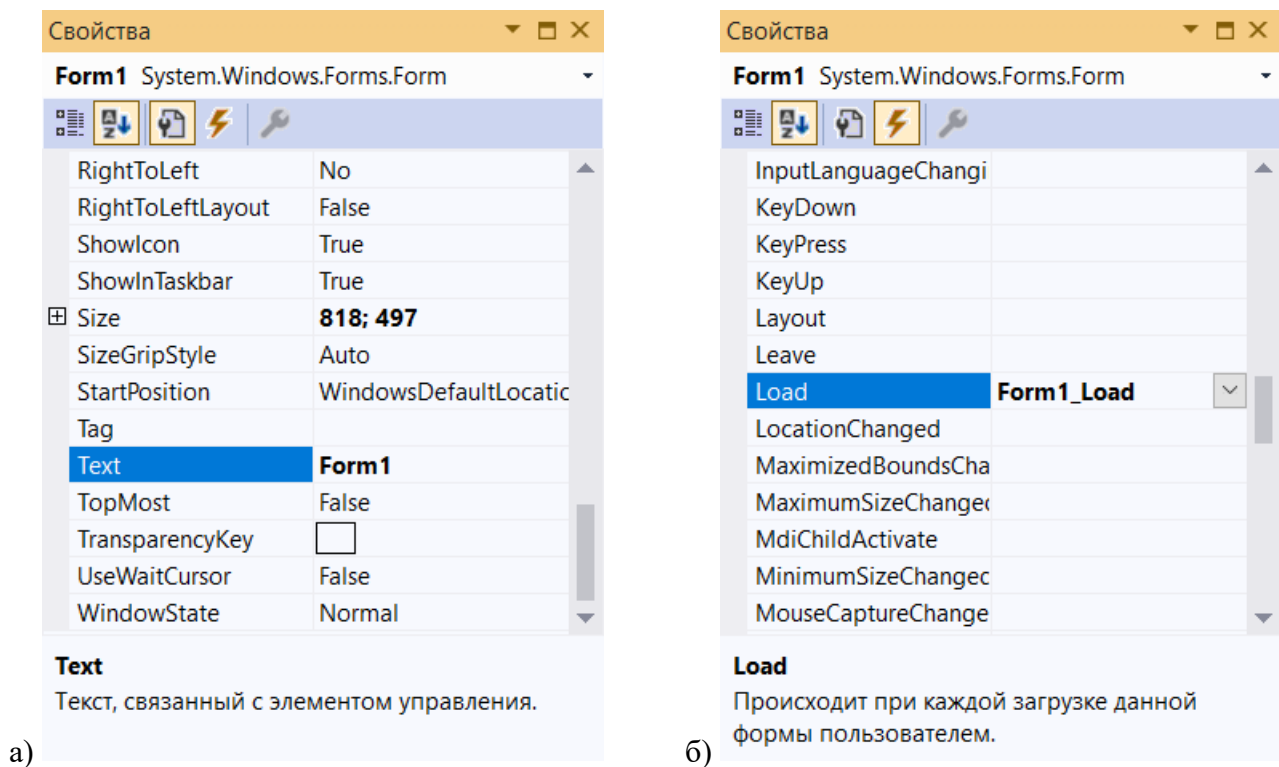 Свойства
Form1 System.Windows.Forms.Form
RightToLeft No
RightToLeftLayout False
ShowIcon True
ShowInTaskbar True
Size 818; 497
SizeGripStyle Auto
StartPosition WindowsDefaultLocatic
Tag
Text Form1
TopMost False
TransparencyKey
UseWaitCursor False
WindowState Normal
Text
Текст, связанный с элементом управления.
а)
Свойства
Form1 System.Windows.Forms.Form
InputLanguageChangi
KeyDown
KeyPress
KeyUp
Layout
Leave
Load Form1_Load
LocationChanged
MaximizedBoundsCha
MaximumSizeChanged
MdiChildActivate
MinimumSizeChanged
MouseCaptureChange
Load
Происходит при каждой загрузке данной
формы пользователем.
б)